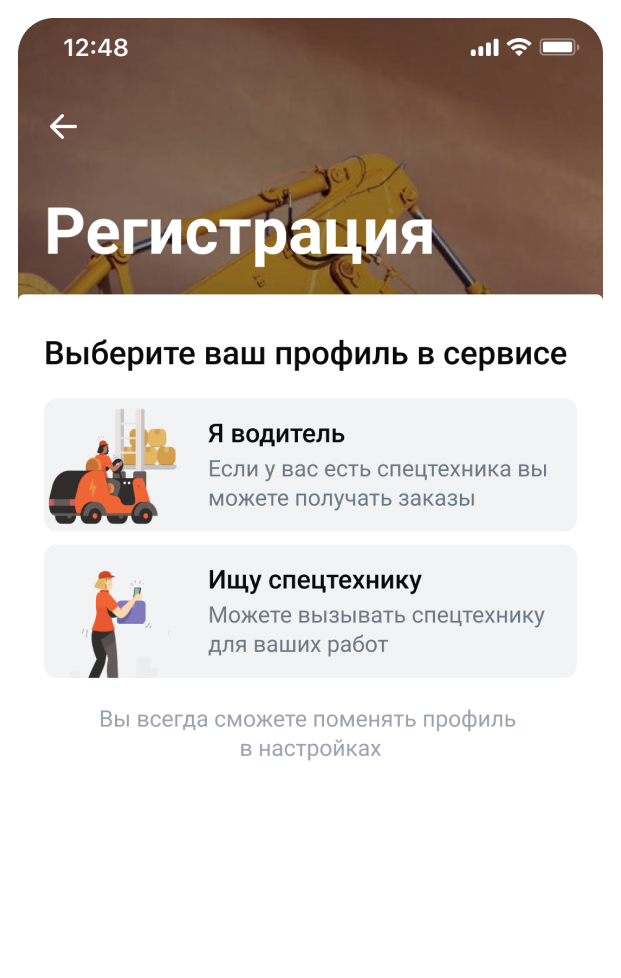 12:48
Регистрация
Выберите ваш профиль в сервисе
Я водитель
Если у вас есть спецтехника вы
можете получать заказы
Ищу спецтехнику
Можете вызывать спецтехнику
для ваших работ
Вы всегда сможете поменять профиль
в настройках